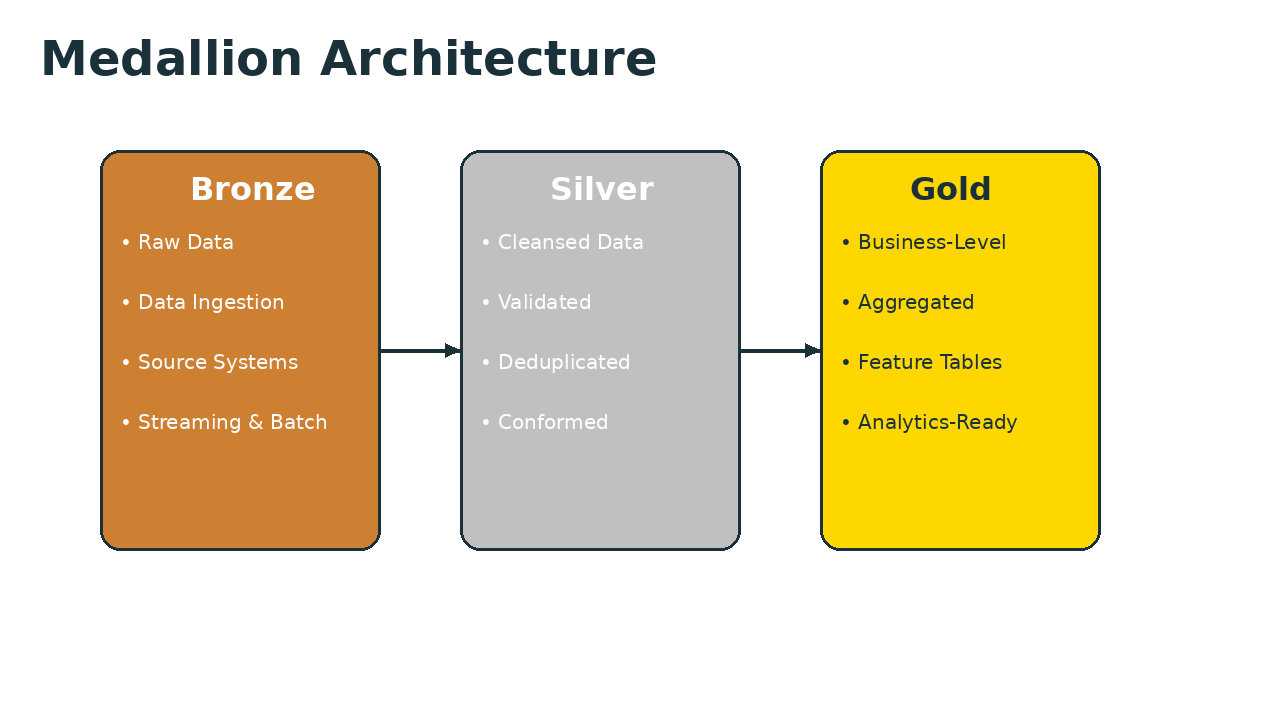 Medallion Architecture
Bronze
• Raw Data
• Data Ingestion
• Source Systems
• Streaming & Batch
Silver
• Cleansed Data
• Validated
• Deduplicated
• Conformed
Gold
• Business-Level
• Aggregated
• Feature Tables
• Analytics-Ready